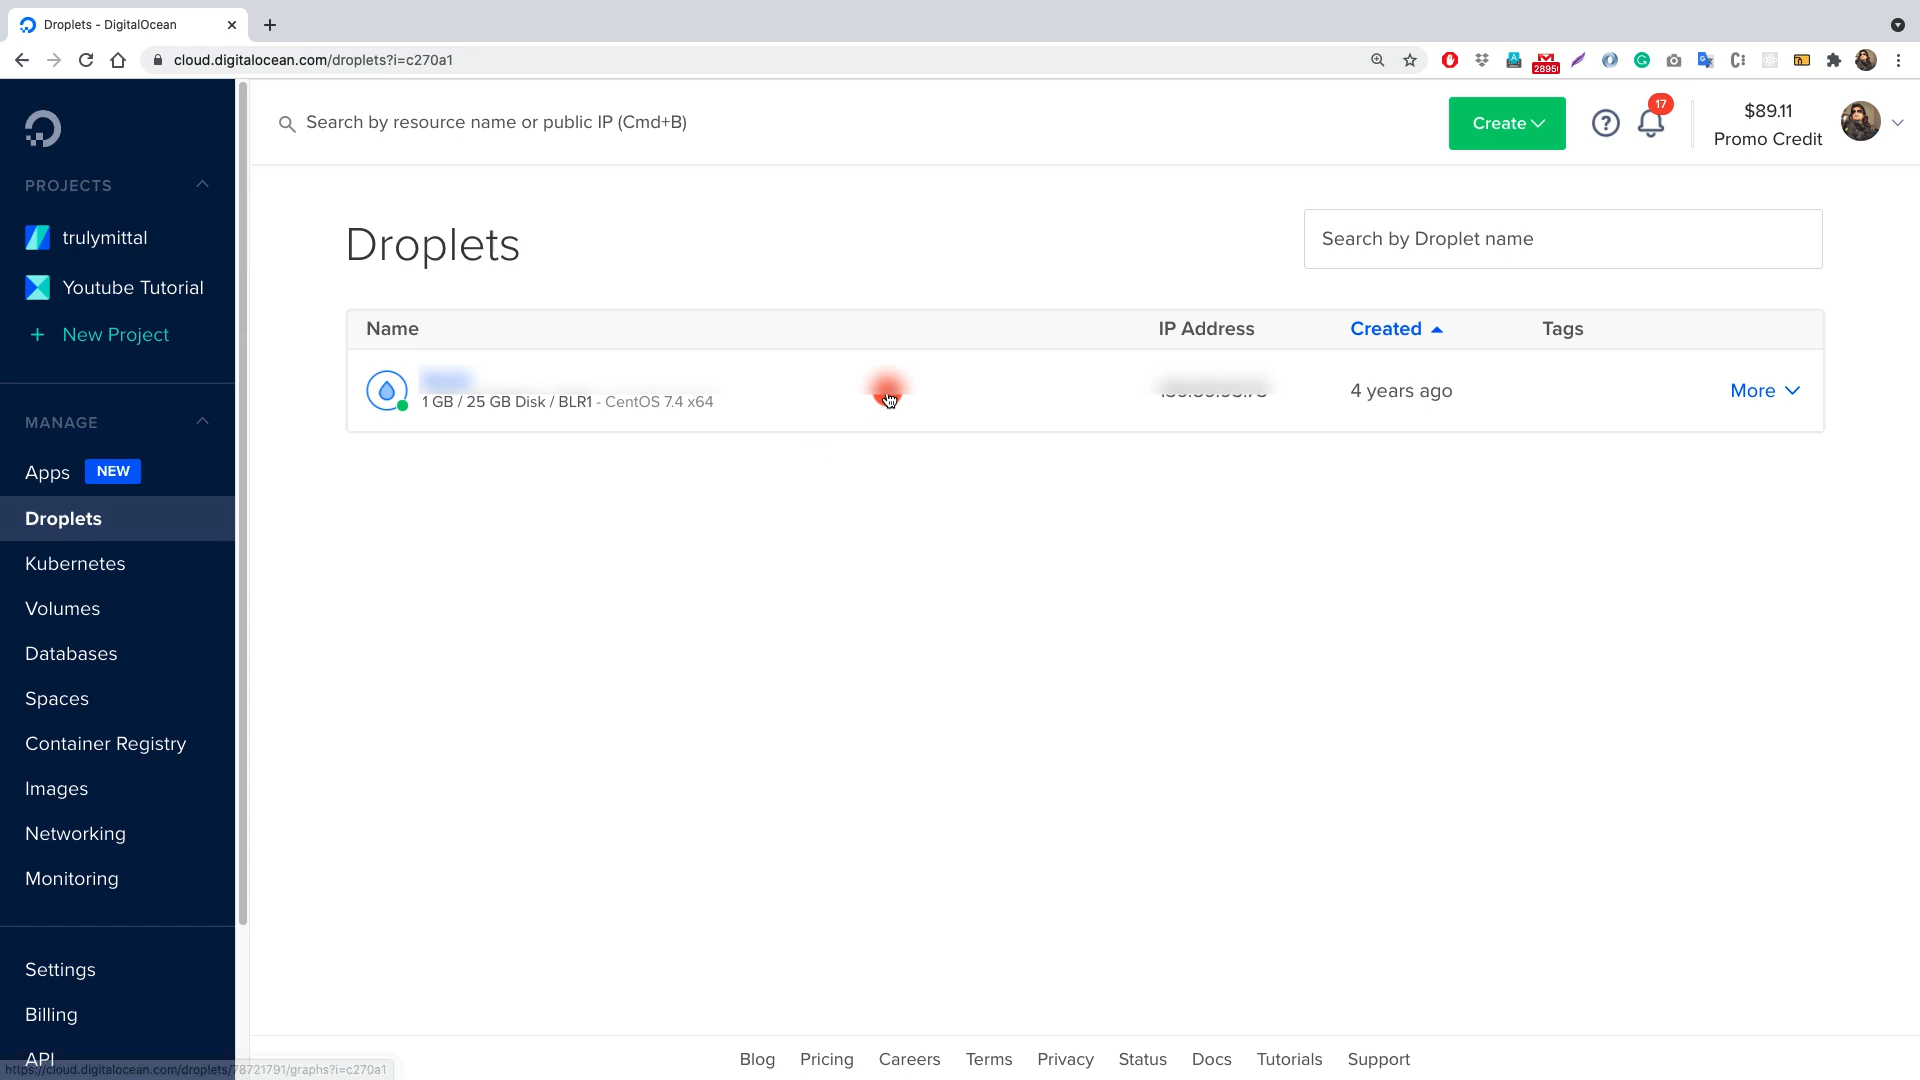 Droplets - DigitalOcean
cloud.digitalocean.com/droplets?i=c270a1
Search by resource name or public IP (Cmd+B)
Create
17
$89.11
Promo Credit
PROJECTS
trulymittal
Youtube Tutorial
+ New Project
MANAGE
Apps NEW
Droplets
Kubernetes
Volumes
Databases
Spaces
Container Registry
Images
Networking
Monitoring
Settings
Billing
API
Droplets
Search by Droplet name
Name IP Address Created Tags
1 GB / 25 GB Disk / BLR1 - CentOS 7.4 x64
4 years ago
More
Blog Pricing Careers Terms Privacy Status Docs Tutorials Support
https://cloud.digitalocean.com/droplets/78721791/graphs?i=c270a1